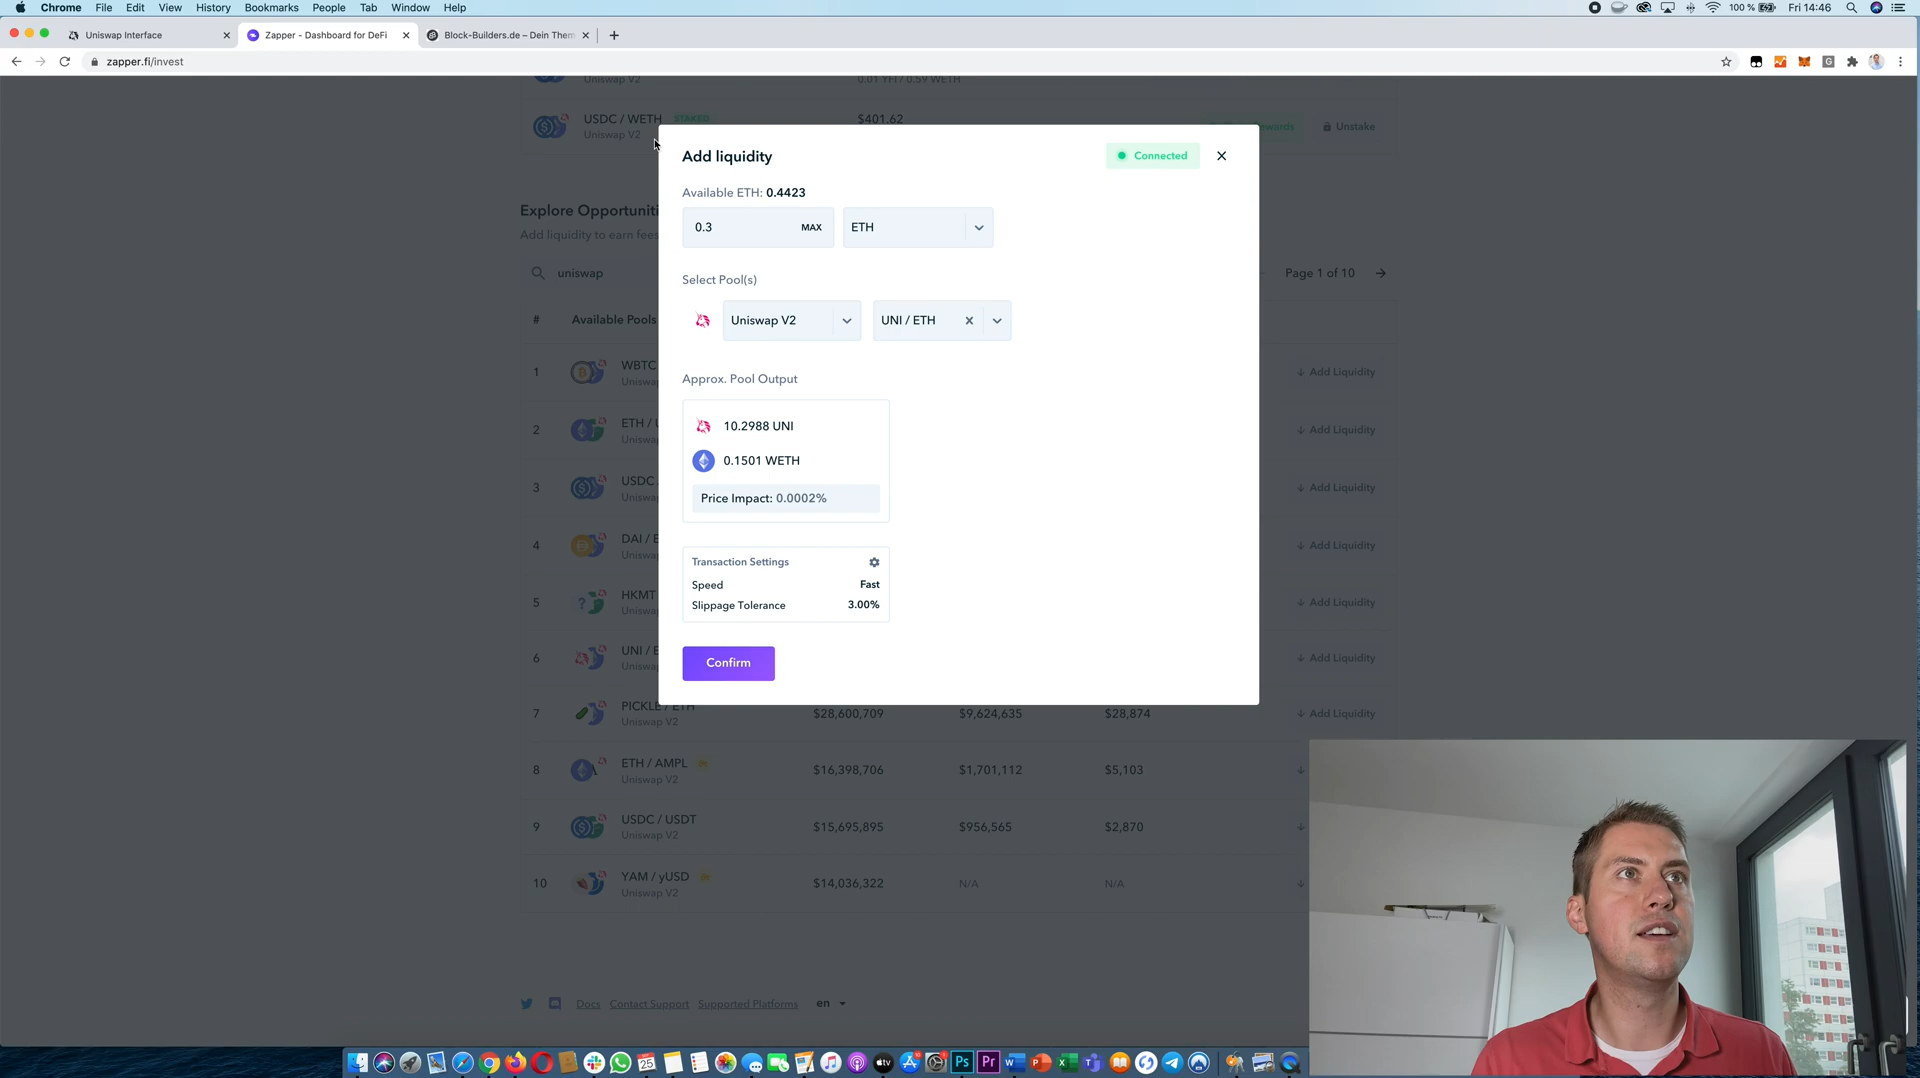 Chrome File Edit View History Bookmarks People Tab Window Help
100 % Fri 14:46
Uniswap Interface
Zapper - Dashboard for DeFi
Block-Builders.de – Dein Them
zapper.fi/invest
Uniswap V2
0.01 YFI / 0.59 WETH
USDC / WETH STAKED
Uniswap V2
$401.62
Unstake
Add liquidity
Connected
Available ETH: 0.4423
0.3 MAX
ETH
Explore Opportuniti
Add liquidity to earn fees
uniswap
Page 1 of 10
Select Pool(s)
Uniswap V2
UNI / ETH
# Available Pools
Approx. Pool Output
10.2988 UNI
0.1501 WETH
Price Impact: 0.0002%
Transaction Settings
Speed Fast
Slippage Tolerance 3.00%
Confirm
1 WBTC
Uniswa
Add Liquidity
2 ETH / U
Uniswa
Add Liquidity
3 USDC
Uniswa
Add Liquidity
4 DAI / E
Uniswa
Add Liquidity
5 HKMT
Uniswa
Add Liquidity
6 UNI / E
Uniswa
Add Liquidity
7 PICKLE / ETH
Uniswap V2
$28,600,709 $9,624,635 $28,874
Add Liquidity
8 ETH / AMPL
Uniswap V2
$16,398,706 $1,701,112 $5,103
9 USDC / USDT
Uniswap V2
$15,695,895 $956,565 $2,870
10 YAM / yUSD
Uniswap V2
$14,036,322 N/A N/A
Docs Contact Support Supported Platforms en